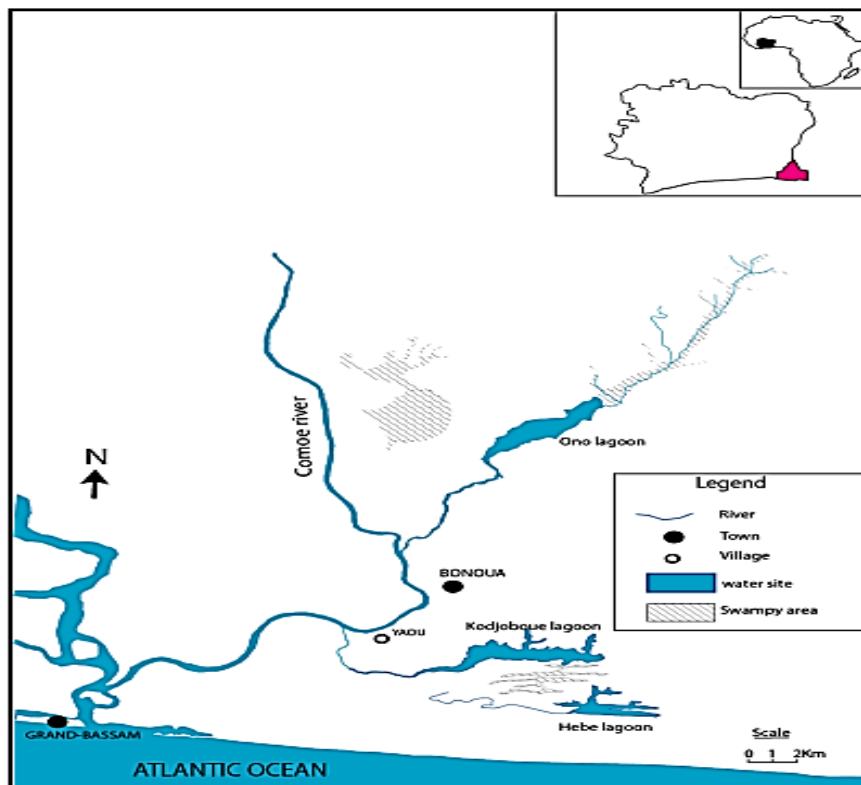 Comoe river
Ono lagoon
N
Legend
River
Town
Village
water site
Swampy area
BONOUA
Kodjoboue lagoon
YAOU
Hebe lagoon
GRAND-BASSAM
Scale
0 1 2Km
ATLANTIC OCEAN